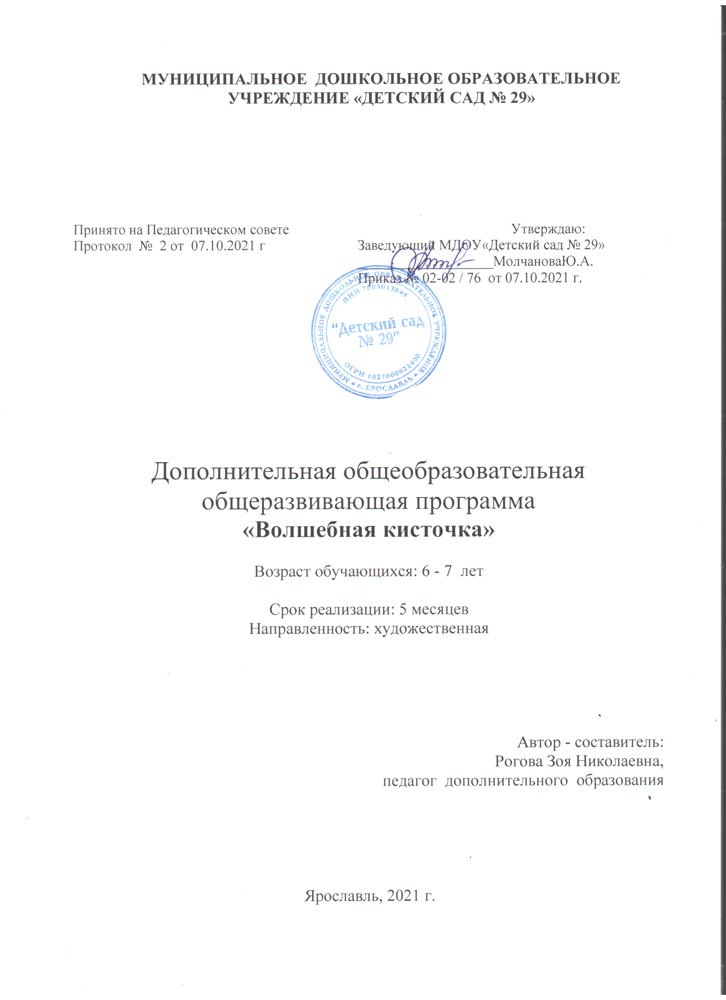 МУНИЦИПАЛЬНОЕ ДОШКОЛЬНОЕ ОБРАЗОВАТЕЛЬНОЕ
УЧРЕЖДЕНИЕ «ДЕТСКИЙ САД № 29»
Принято на Педагогическом совете
Протокол № 2 от 07.10.2021 г
Утверждаю:
Заведующий МДОУ«Детский сад № 29»
МолчановаЮ.А.
Приказ № 02-02 / 76 от 07.10.2021 г.
МУНИЦИПАЛЬНОЕ ДОШКОЛЬНОЕ ОБРАЗОВАТЕЛЬНОЕ УЧРЕЖДЕНИЕ * г. ЯРОСЛАВЛЬ *
ИНН 7603013644
"Детский сад
№ 29"
ОГРН 1027600622400
Дополнительная общеобразовательная
общеразвивающая программа
«Волшебная кисточка»
Возраст обучающихся: 6 - 7 лет
Срок реализации: 5 месяцев
Направленность: художественная
Автор - составитель:
Рогова Зоя Николаевна,
педагог дополнительного образования
Ярославль, 2021 г.